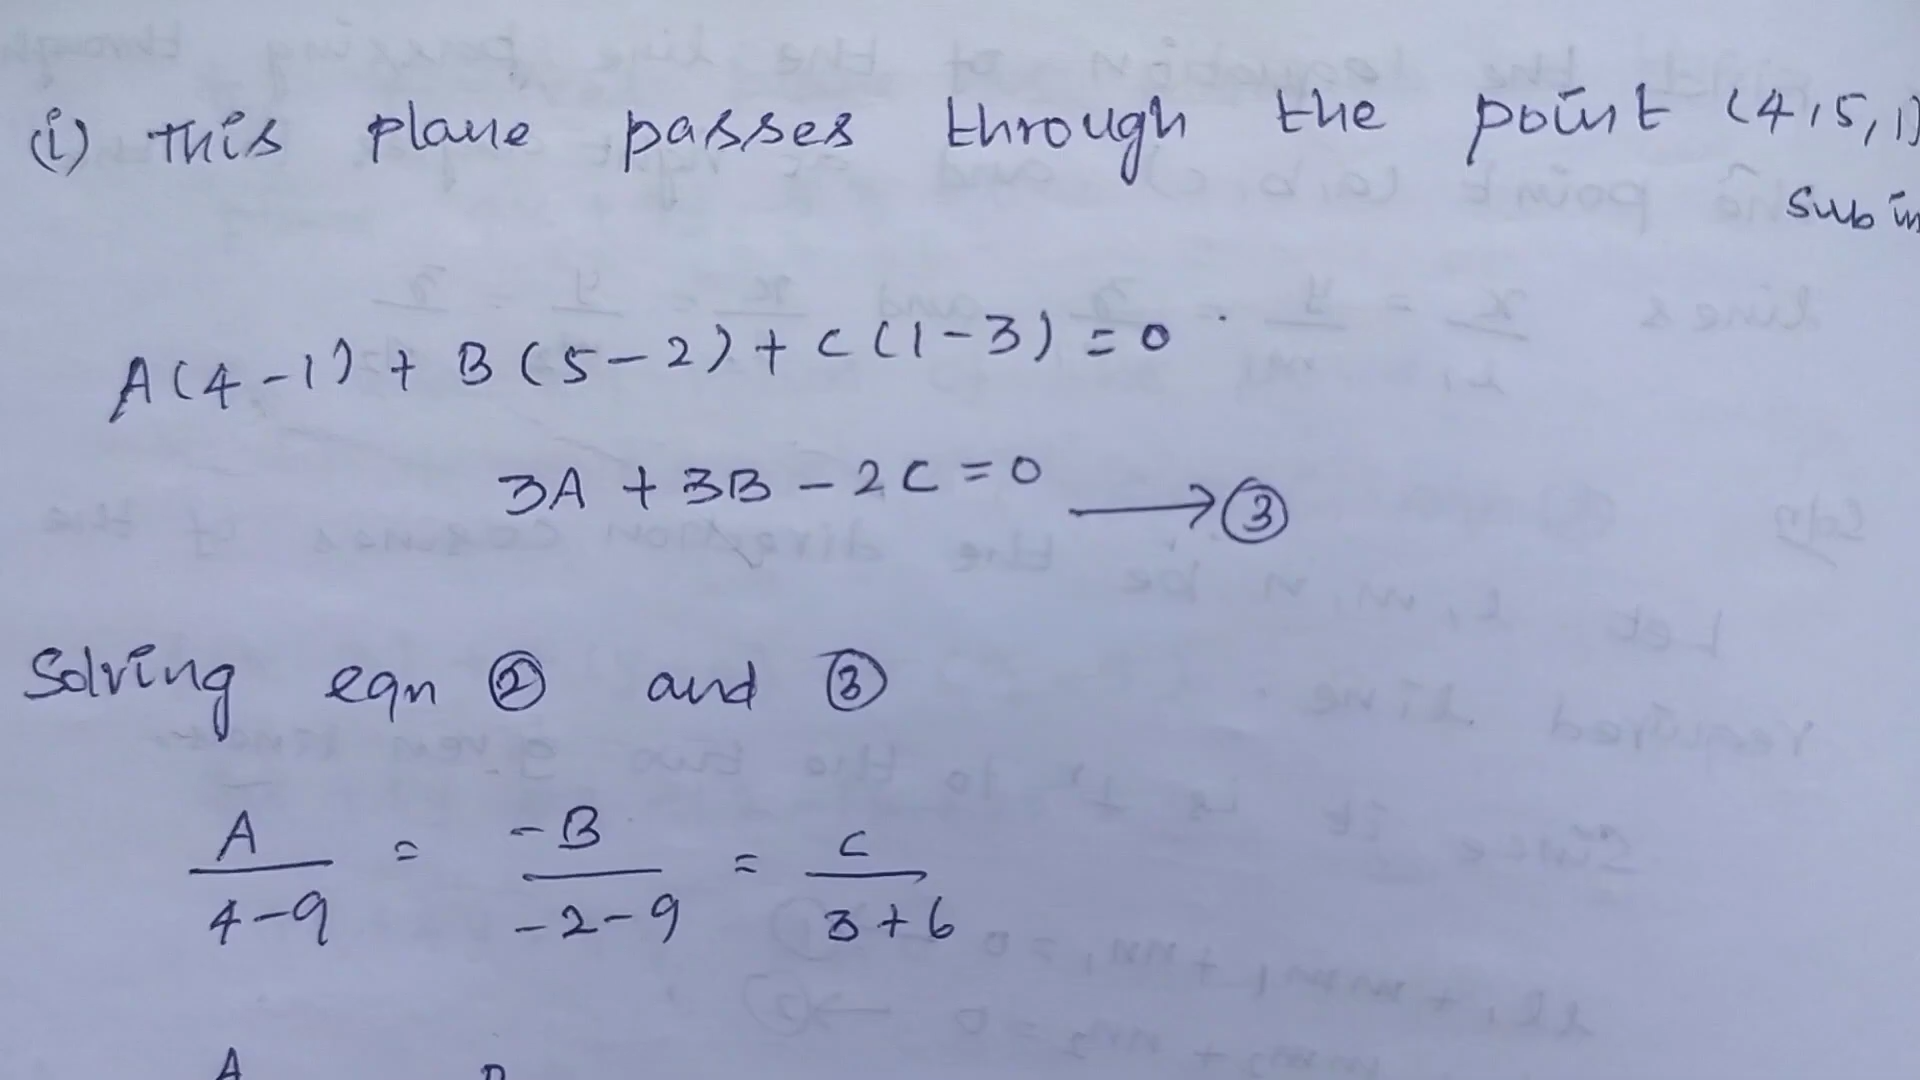 (i) This plane passes through the point (4,5,1)
sub in
A(4-1) + B(5-2) + C(1-3) = 0
3A + 3B - 2C = 0 → ③
Solving eqn ② and ③
A/4-9 = -B/-2-9 = C/3+6
A